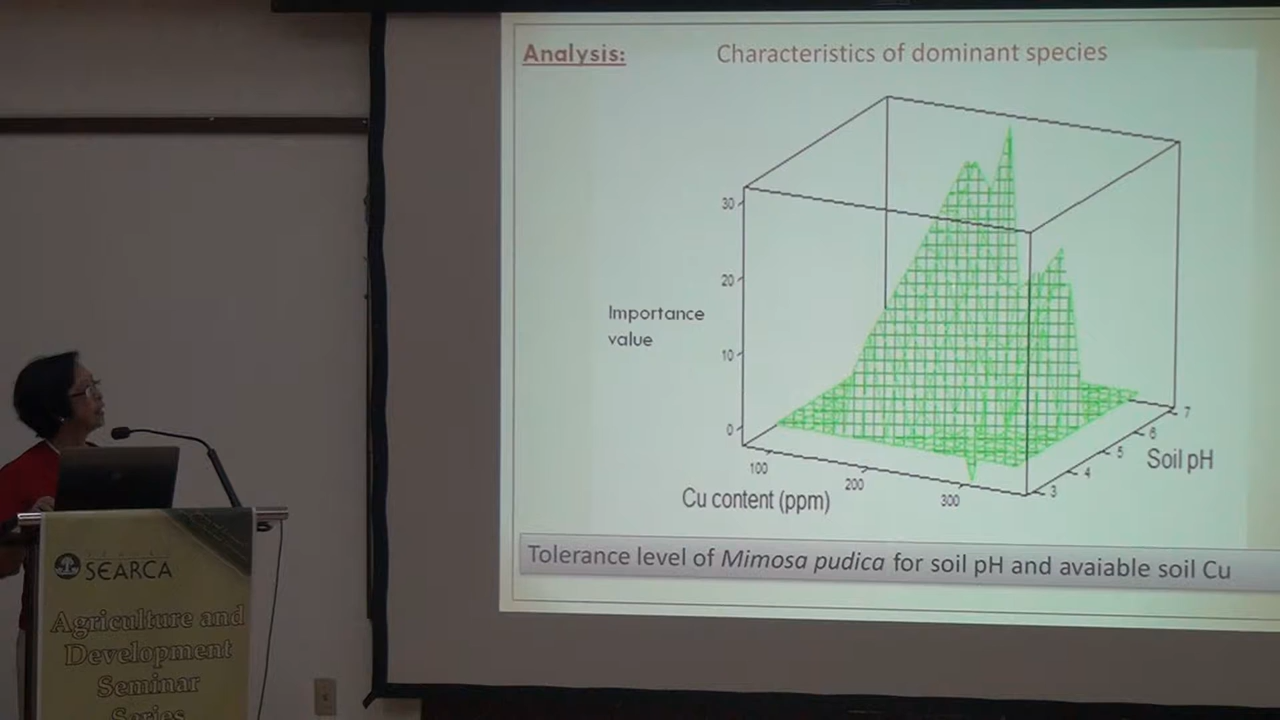 Analysis:
Characteristics of dominant species
30
20
10
0
Importance
value
100
200
300
Cu content (ppm)
3
4
5
6
7
Soil pH
Tolerance level of Mimosa pudica for soil pH and avaiable soil Cu
SEARCA
Agriculture and
Development
Seminar
Series